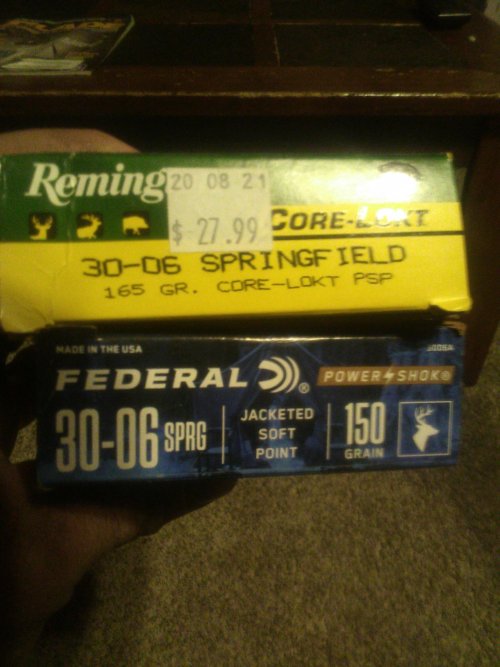 Reming
20 08 21
$ 27.99
CORE-LOKT
30-06 SPRINGFIELD
165 GR. CORE-LOKT PSP
MADE IN THE USA
FEDERAL ®
POWER SHOK®
30-06 SPRG
JACKETED
SOFT
POINT
150
GRAIN